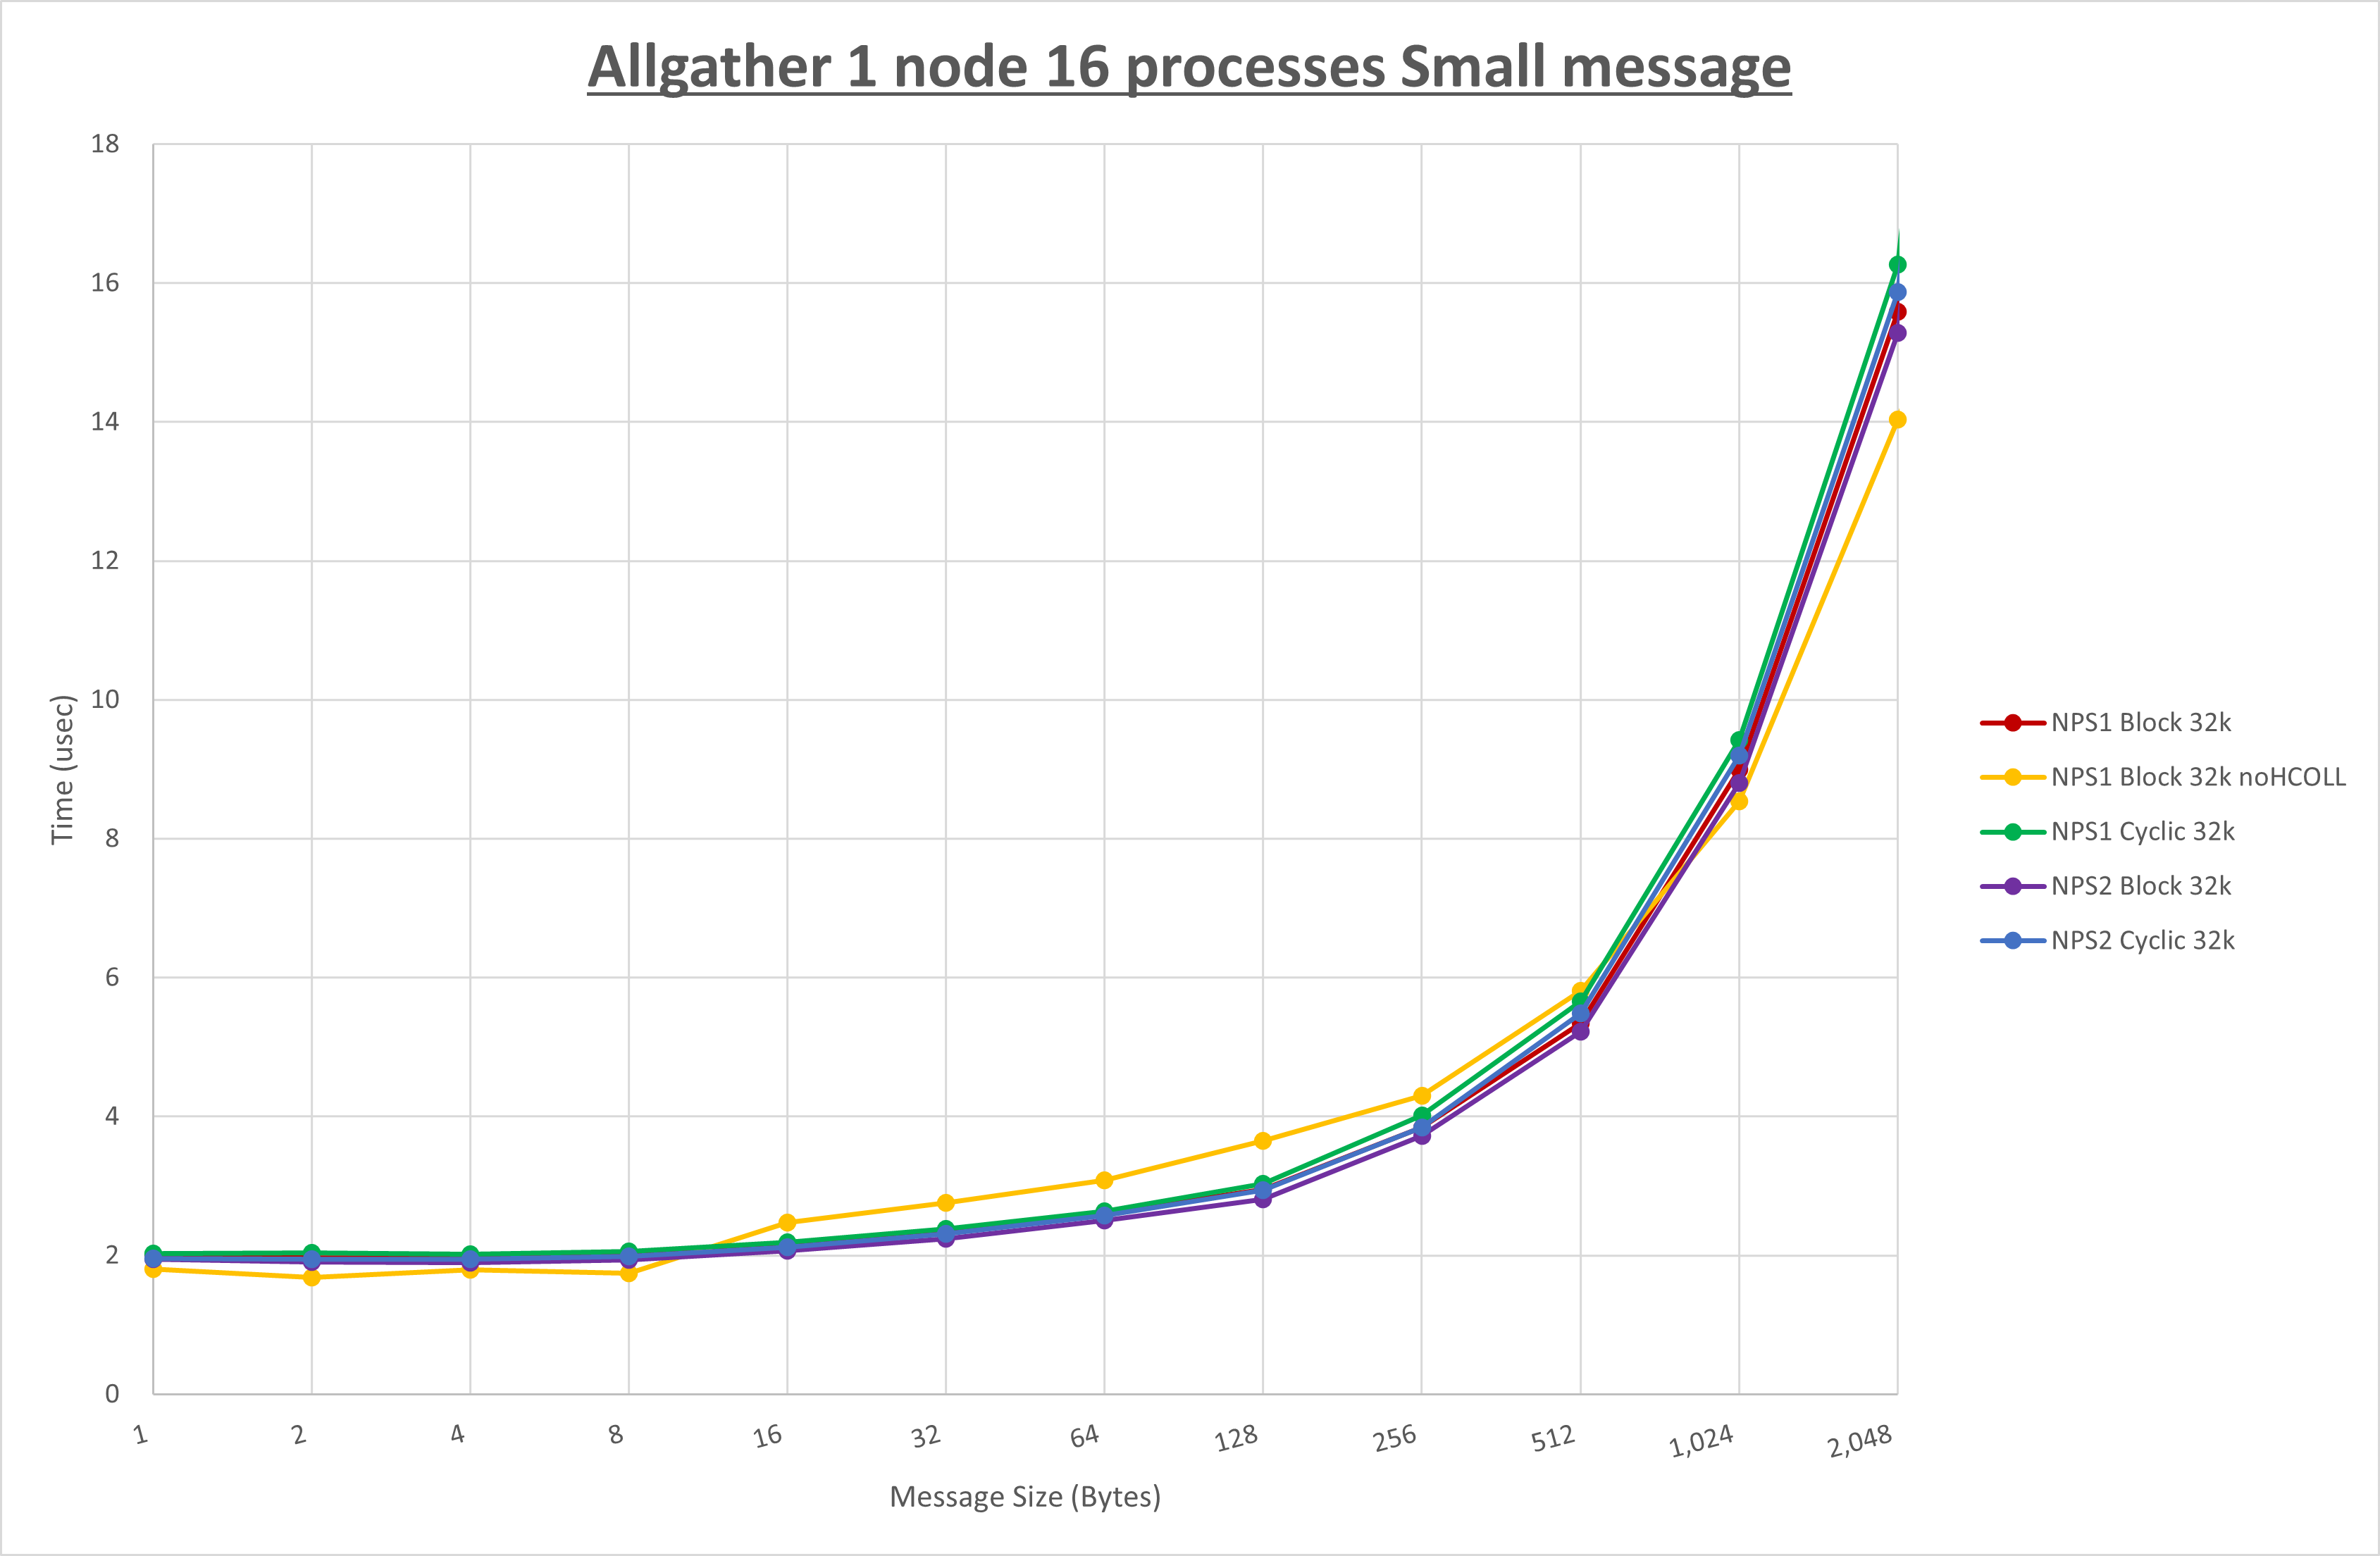 Allgather 1 node 16 processes Small message
18
16
14
12
10
8
6
4
2
0
Time (usec)
1
2
4
8
16
32
64
128
256
512
1,024
2,048
Message Size (Bytes)
NPS1 Block 32k
NPS1 Block 32k noHCOLL
NPS1 Cyclic 32k
NPS2 Block 32k
NPS2 Cyclic 32k